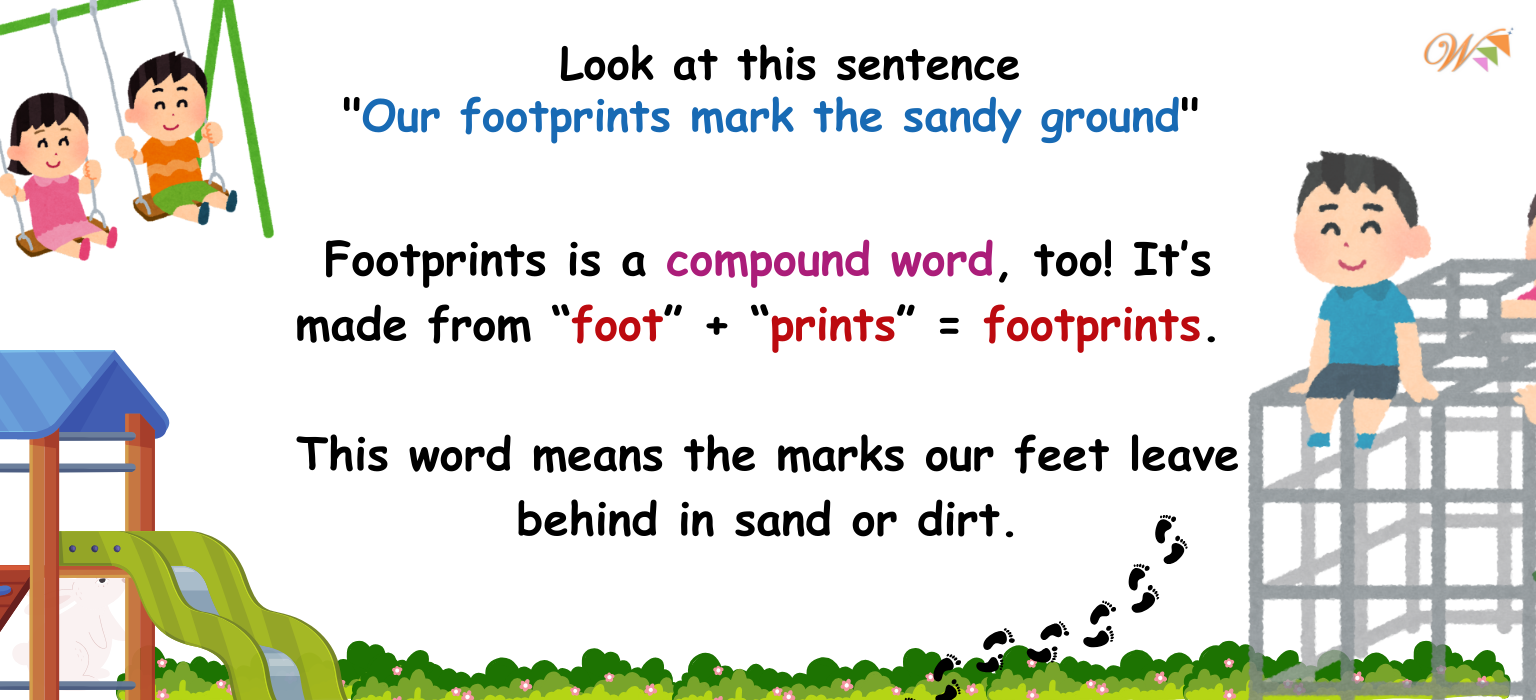 Look at this sentence
"Our footprints mark the sandy ground"
Footprints is a compound word, too! It’s
made from “foot” + “prints” = footprints.
This word means the marks our feet leave
behind in sand or dirt.
W